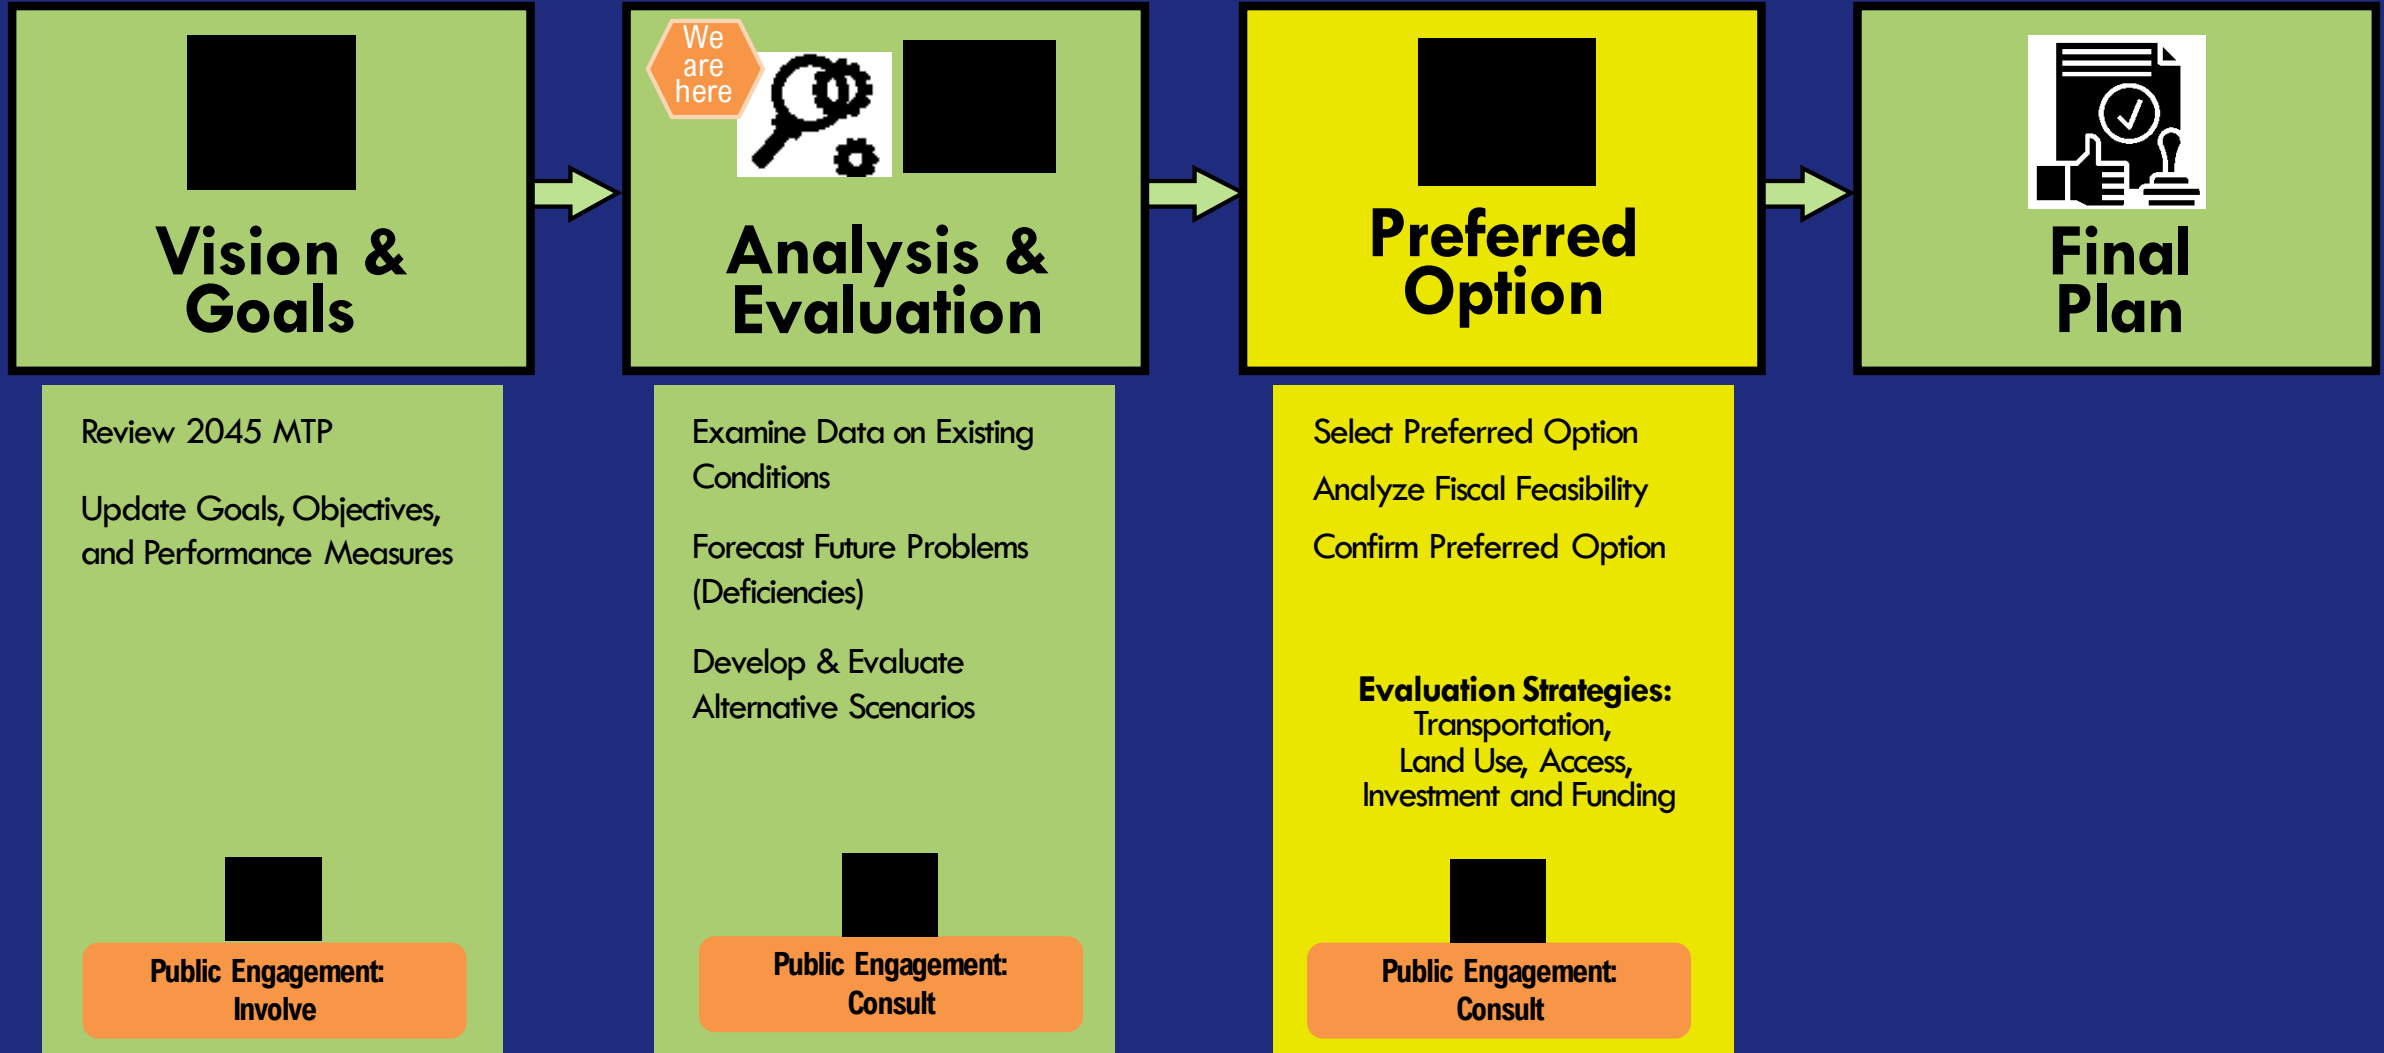 Vision &
Goals
Review 2045 MTP
Update Goals, Objectives,
and Performance Measures
Public Engagement:
Involve
We
are
here
Analysis &
Evaluation
Examine Data on Existing
Conditions
Forecast Future Problems
(Deficiencies)
Develop & Evaluate
Alternative Scenarios
Public Engagement:
Consult
Preferred
Option
Select Preferred Option
Analyze Fiscal Feasibility
Confirm Preferred Option
Evaluation Strategies:
Transportation,
Land Use, Access,
Investment and Funding
Public Engagement:
Consult
Final
Plan